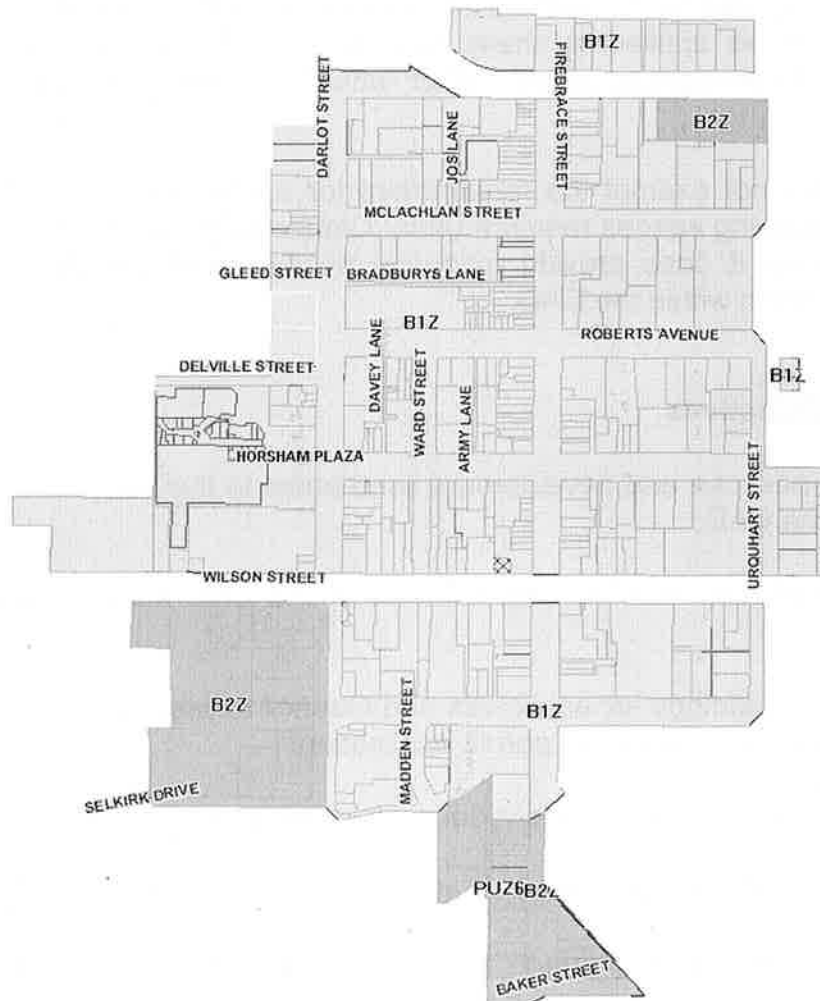 B1Z
FIREBRACE STREET
DARLOT STREET
JOS LANE
B2Z
MCLACHLAN STREET
GLEED STREET
BRADBURYS LANE
B1Z
ROBERTS AVENUE
DELVILLE STREET
DAVEY LANE
WARD STREET
ARMY LANE
B1Z
HORSHAM PLAZA
URQUHART STREET
WILSON STREET
B2Z
B1Z
MADDEN STREET
SELKIRK DRIVE
PUZ6
B2Z
BAKER STREET